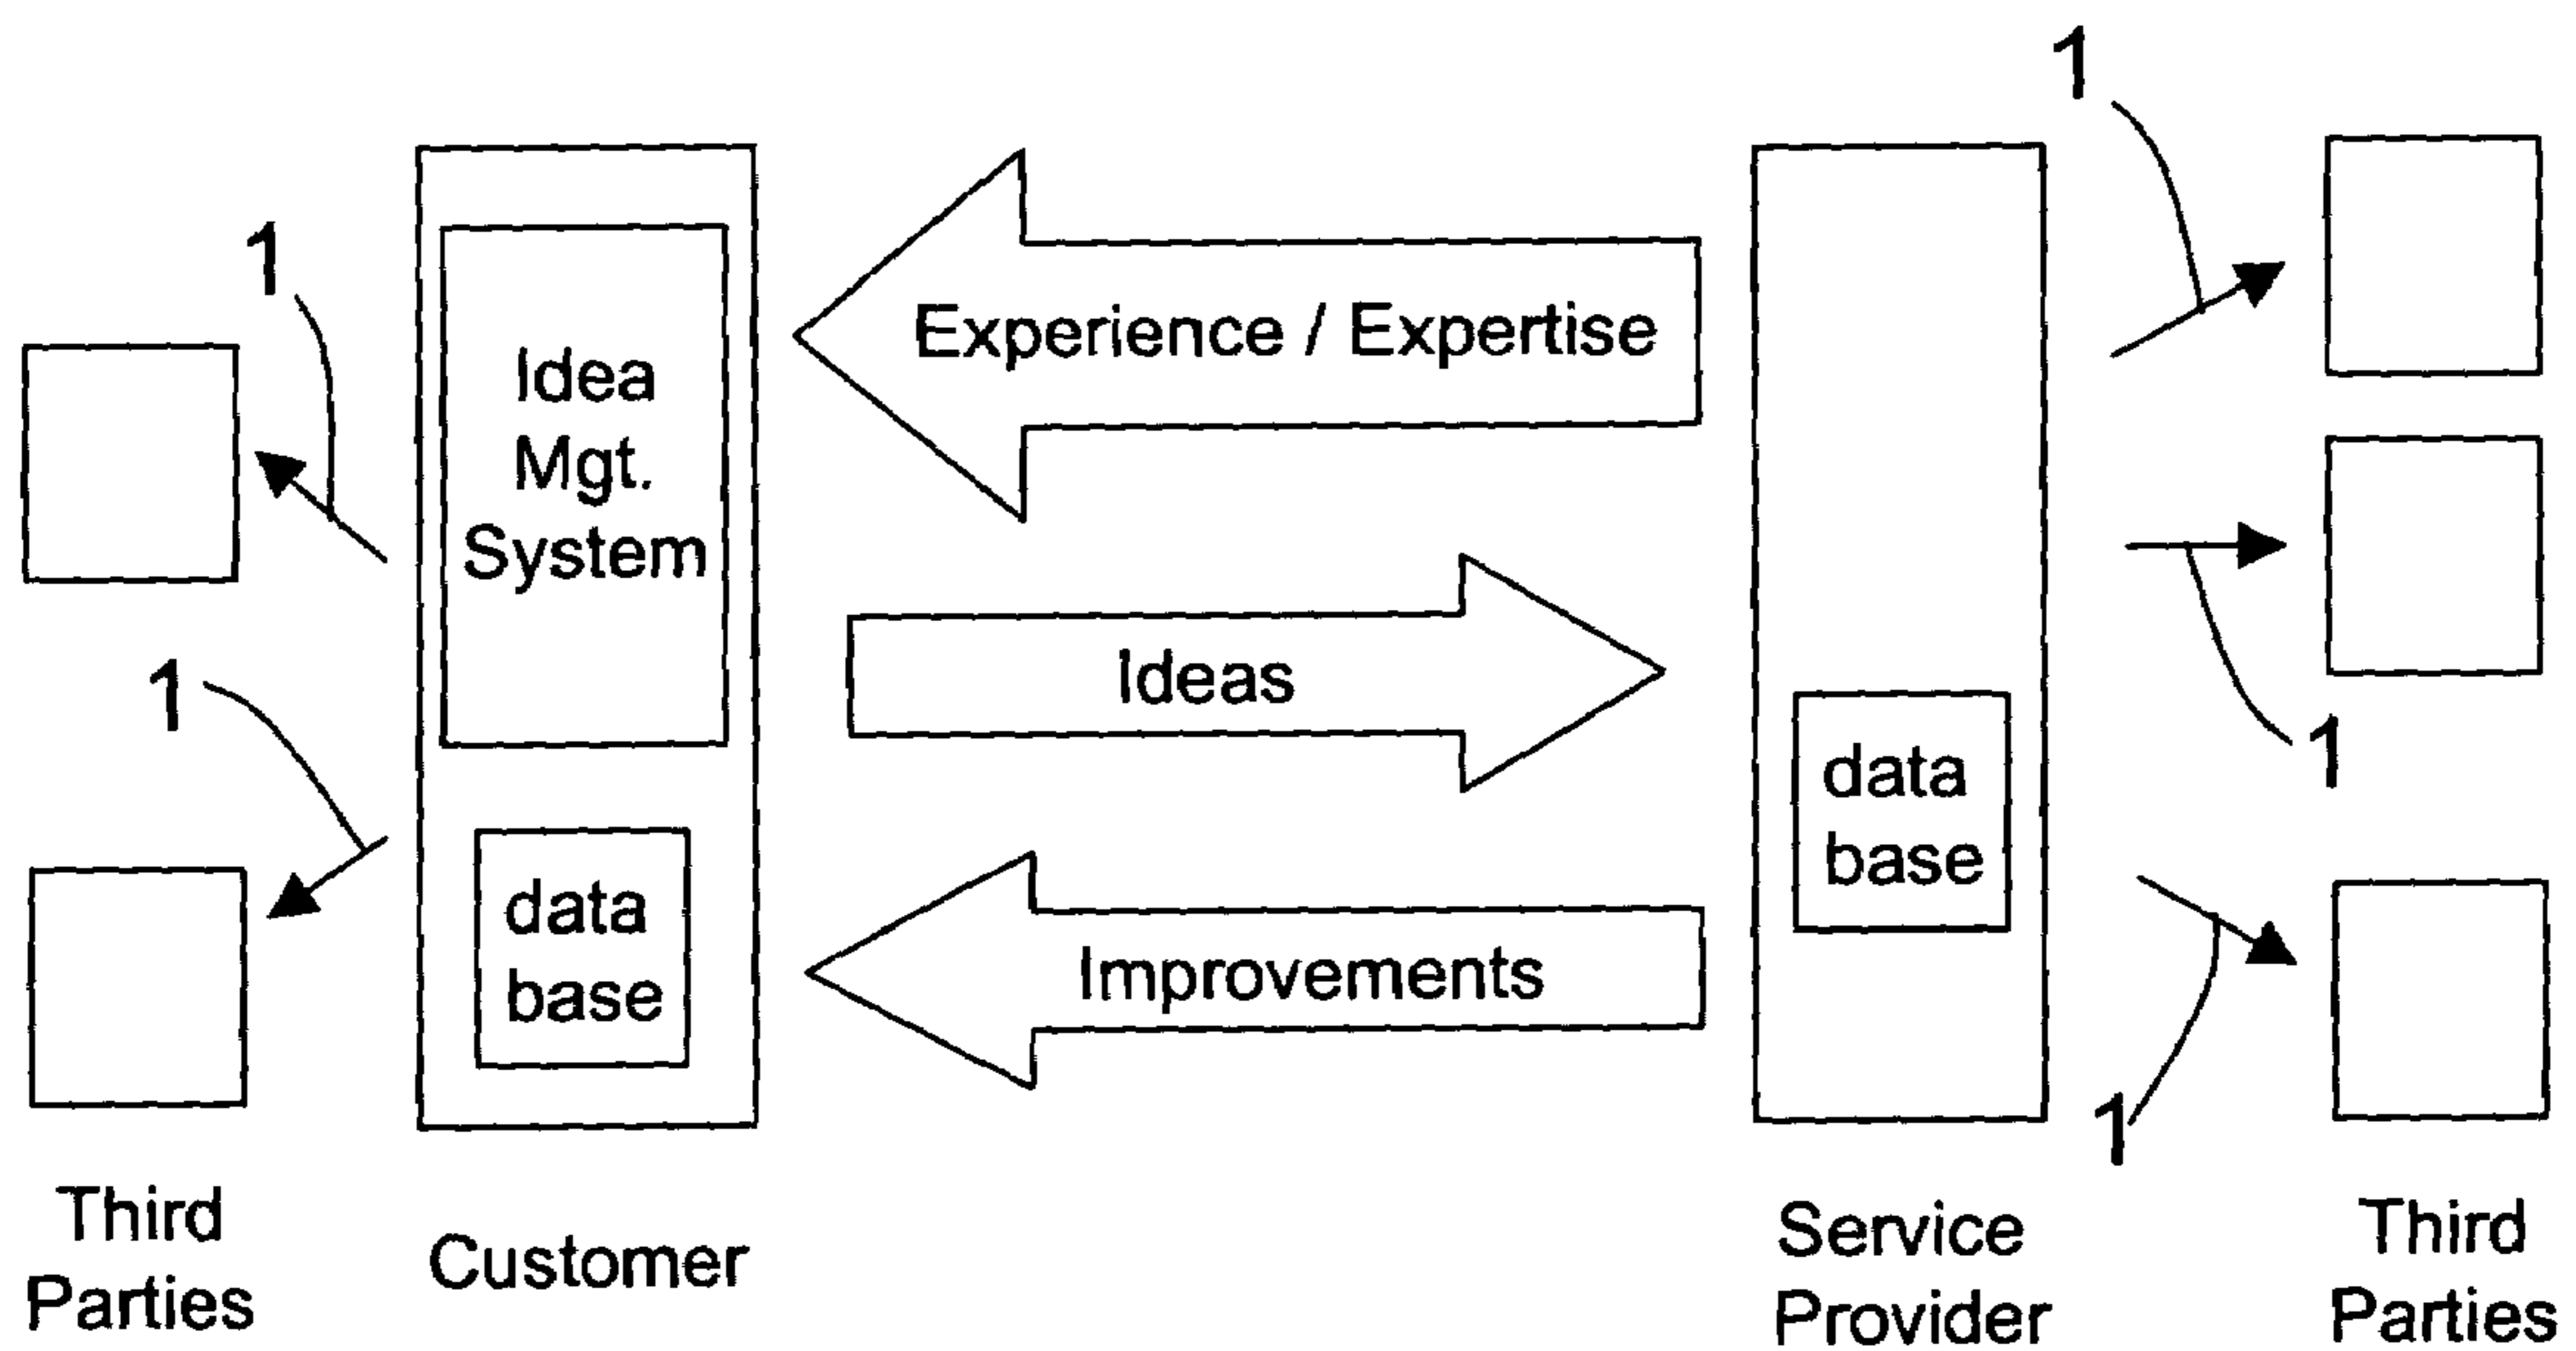 1
1
Experience / Expertise
Idea
Mgt.
System
1
Ideas
1
data
base
data
base
Improvements
1
Third
Parties
Customer
Service
Provider
Third
Parties